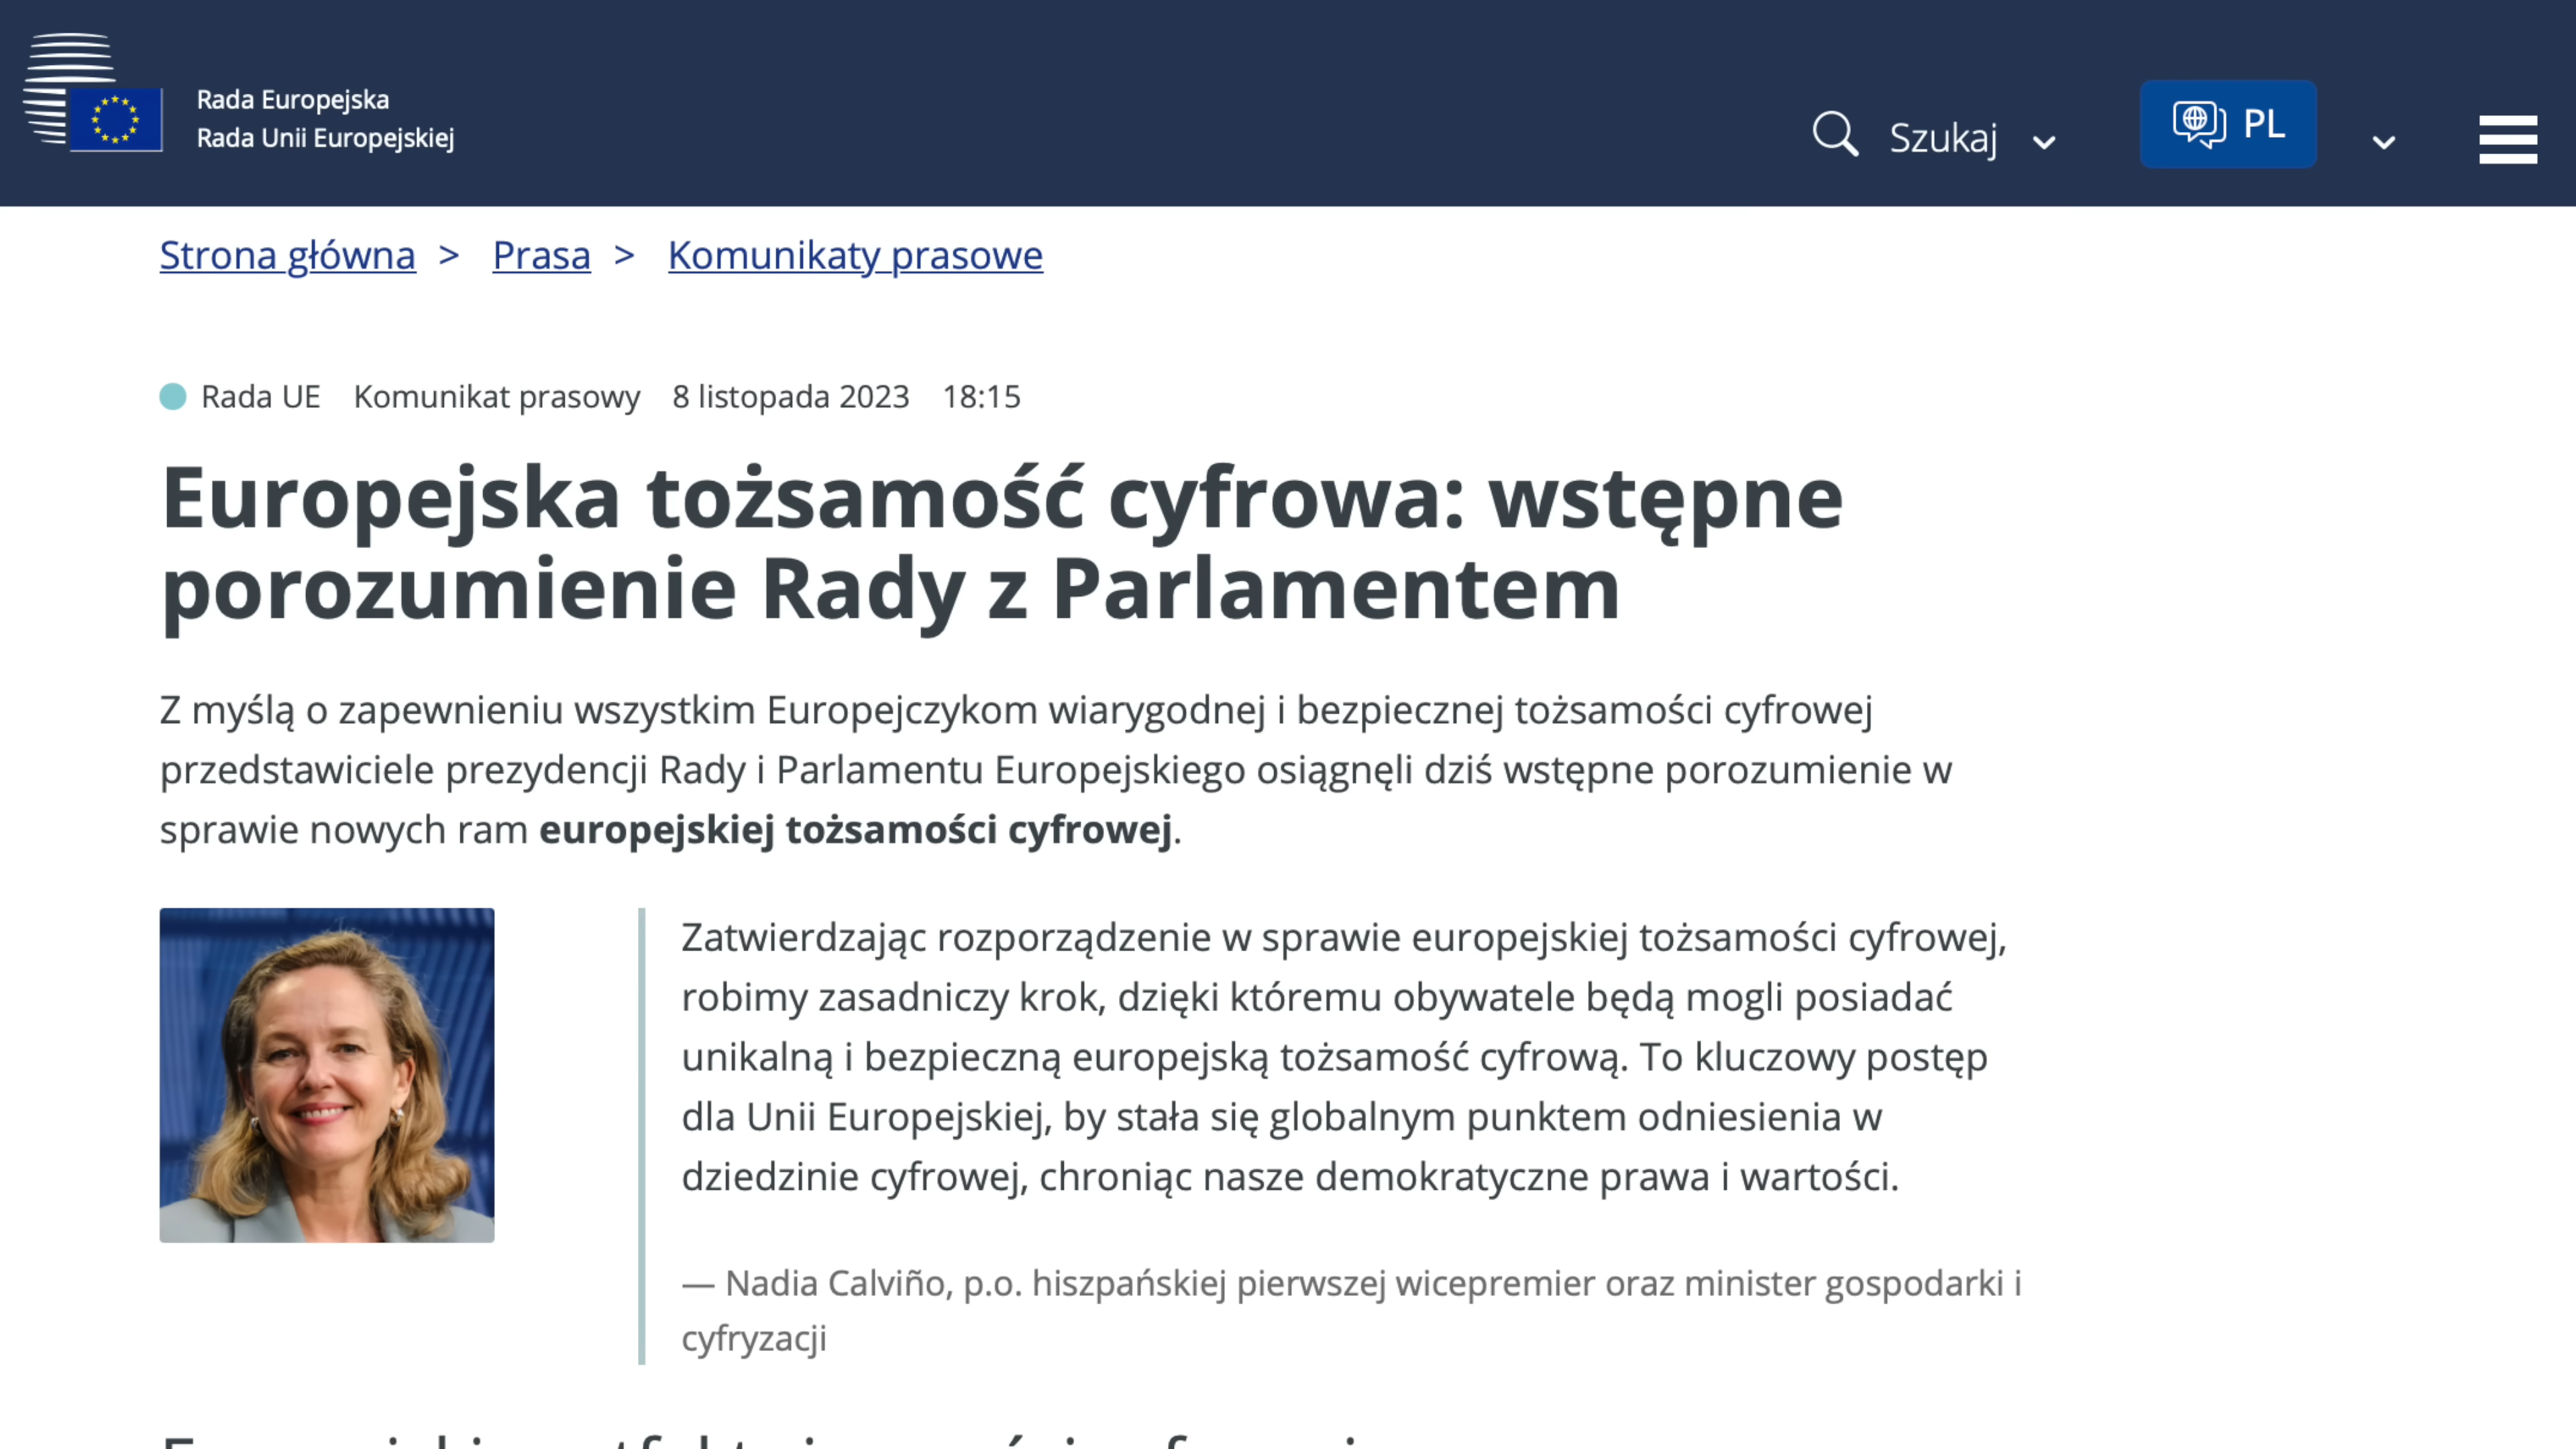 Rada Europejska
Rada Unii Europejskiej
Szukaj
PL
Strona główna > Prasa > Komunikaty prasowe
Rada UE Komunikat prasowy 8 listopada 2023 18:15
Europejska tożsamość cyfrowa: wstępne
porozumienie Rady z Parlamentem
Z myślą o zapewnieniu wszystkim Europejczykom wiarygodnej i bezpiecznej tożsamości cyfrowej
przedstawiciele prezydencji Rady i Parlamentu Europejskiego osiągnęli dziś wstępne porozumienie w
sprawie nowych ram europejskiej tożsamości cyfrowej.
Zatwierdzając rozporządzenie w sprawie europejskiej tożsamości cyfrowej,
robimy zasadniczy krok, dzięki któremu obywatele będą mogli posiadać
unikalną i bezpieczną europejską tożsamość cyfrową. To kluczowy postęp
dla Unii Europejskiej, by stała się globalnym punktem odniesienia w
dziedzinie cyfrowej, chroniąc nasze demokratyczne prawa i wartości.
— Nadia Calviño, p.o. hiszpańskiej pierwszej wicepremier oraz minister gospodarki i
cyfryzacji